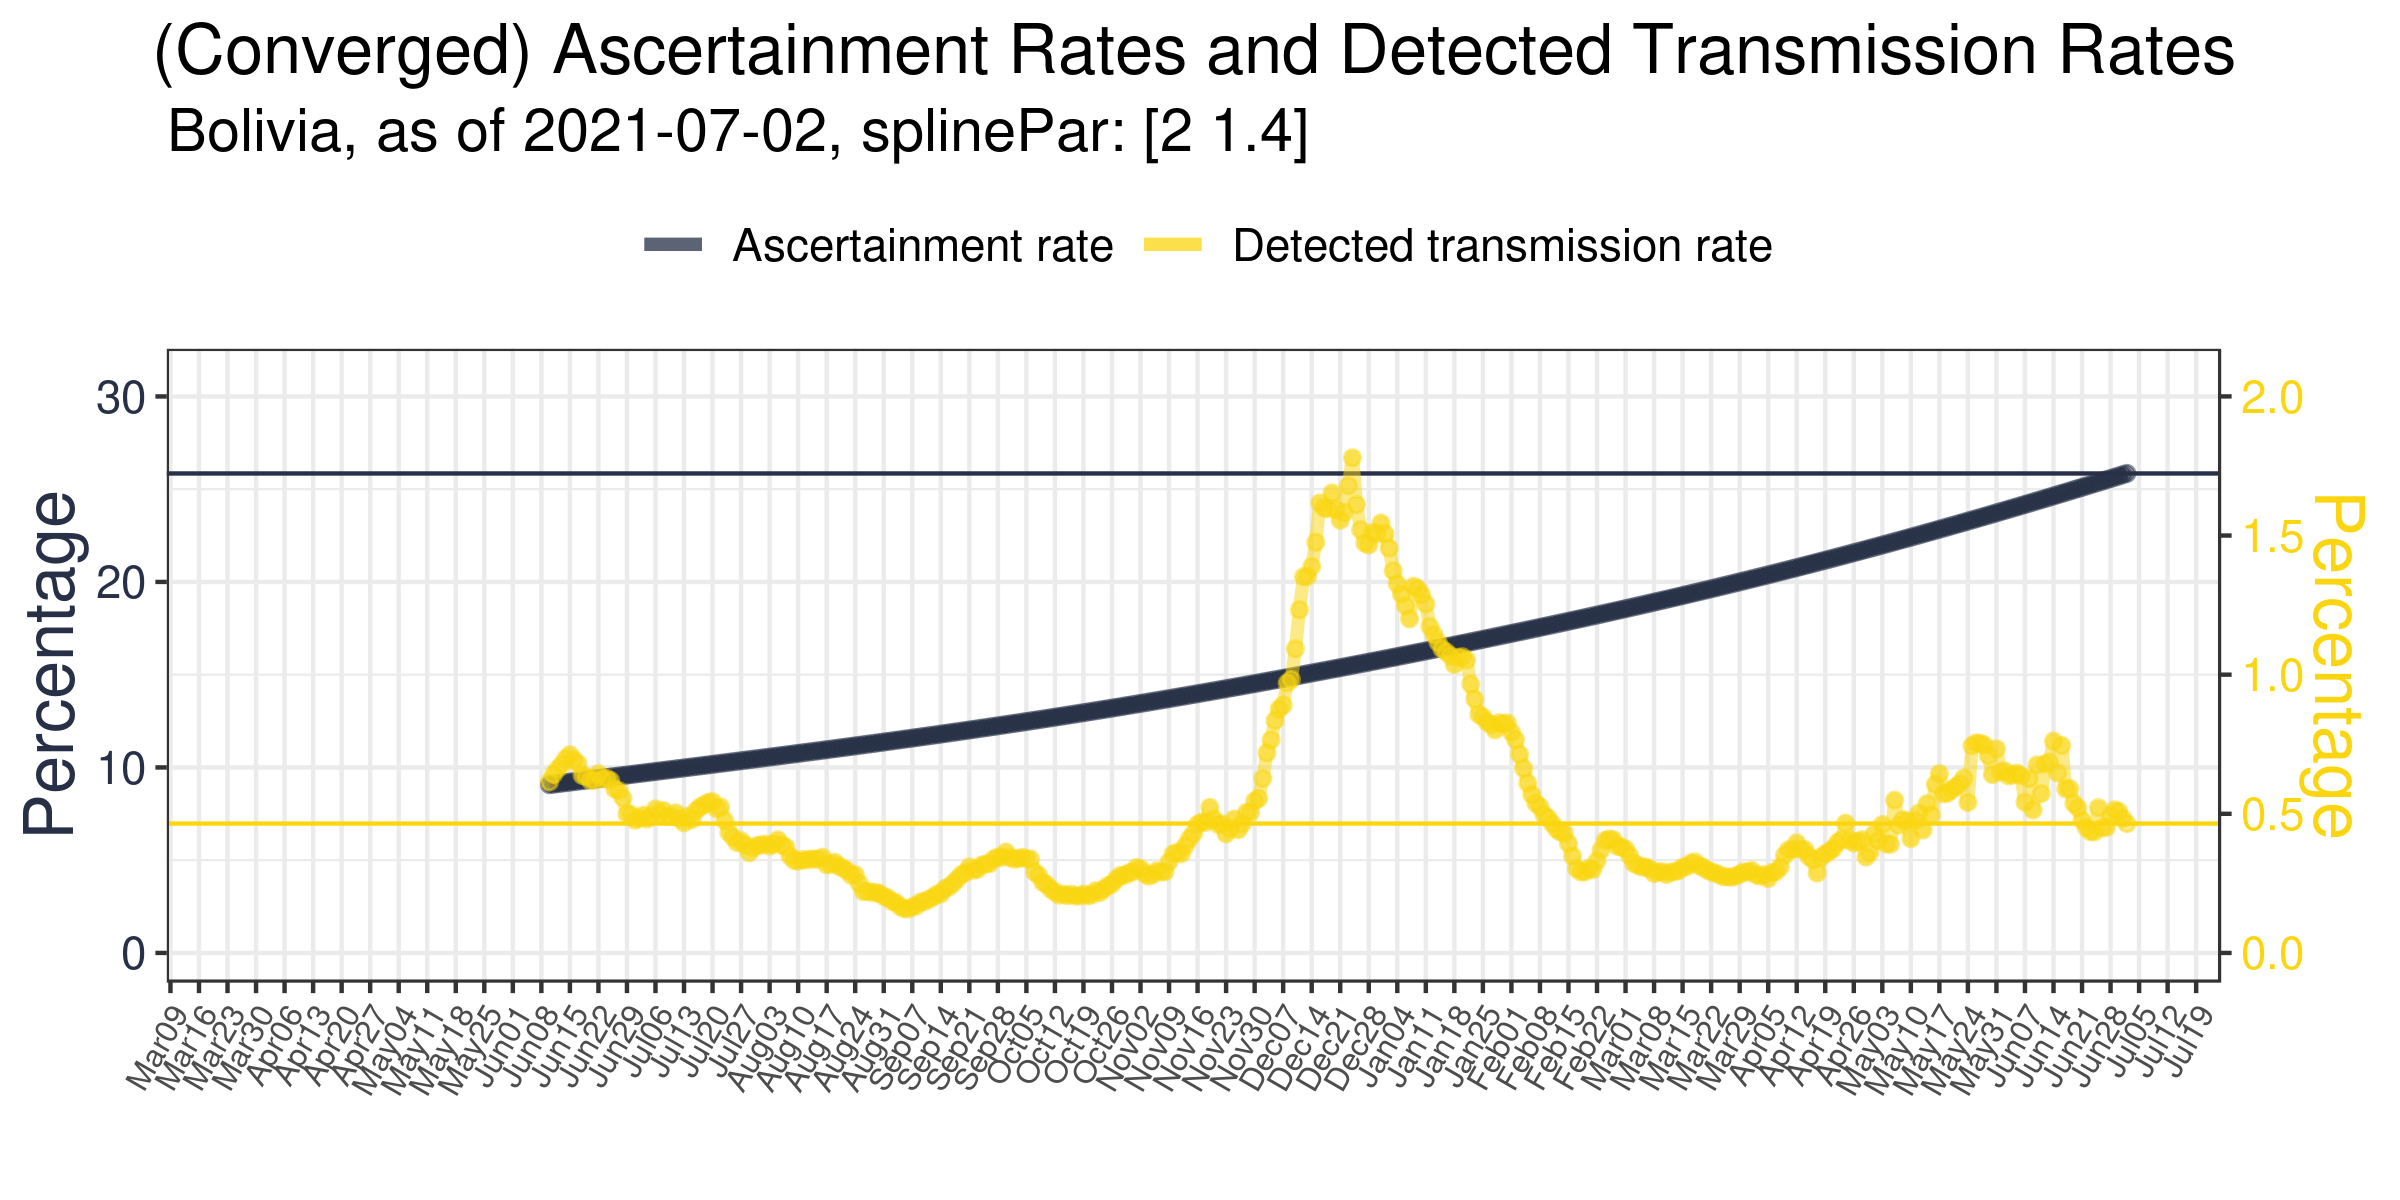 (Converged) Ascertainment Rates and Detected Transmission Rates
Bolivia, as of 2021-07-02, splinePar: [2 1.4]
Ascertainment rate
Detected transmission rate
Percentage
30
20
10
0
2.0
1.5
1.0
0.5
0.0
Percentage
Mar09
Mar16
Mar23
Mar30
Apr06
Apr13
Apr20
Apr27
May04
May11
May18
May25
Jun01
Jun08
Jun15
Jun22
Jun29
Jul06
Jul13
Jul20
Jul27
Aug03
Aug10
Aug17
Aug24
Aug31
Sep07
Sep14
Sep21
Sep28
Oct05
Oct12
Oct19
Oct26
Nov02
Nov09
Nov16
Nov23
Nov30
Dec07
Dec14
Dec21
Dec28
Jan04
Jan11
Jan18
Jan25
Feb01
Feb08
Feb15
Feb22
Mar01
Mar08
Mar15
Mar22
Mar29
Apr05
Apr12
Apr19
Apr26
May03
May10
May17
May24
May31
Jun07
Jun14
Jun21
Jun28
Jul05
Jul12
Jul19